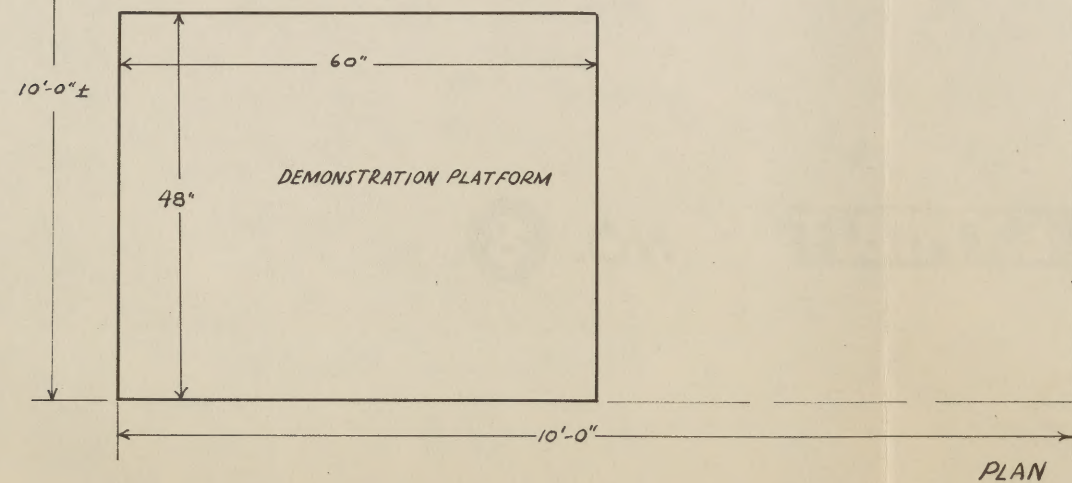 60"
10'-0" ±
DEMONSTRATION PLATFORM
48"
10'-0"
PLAN